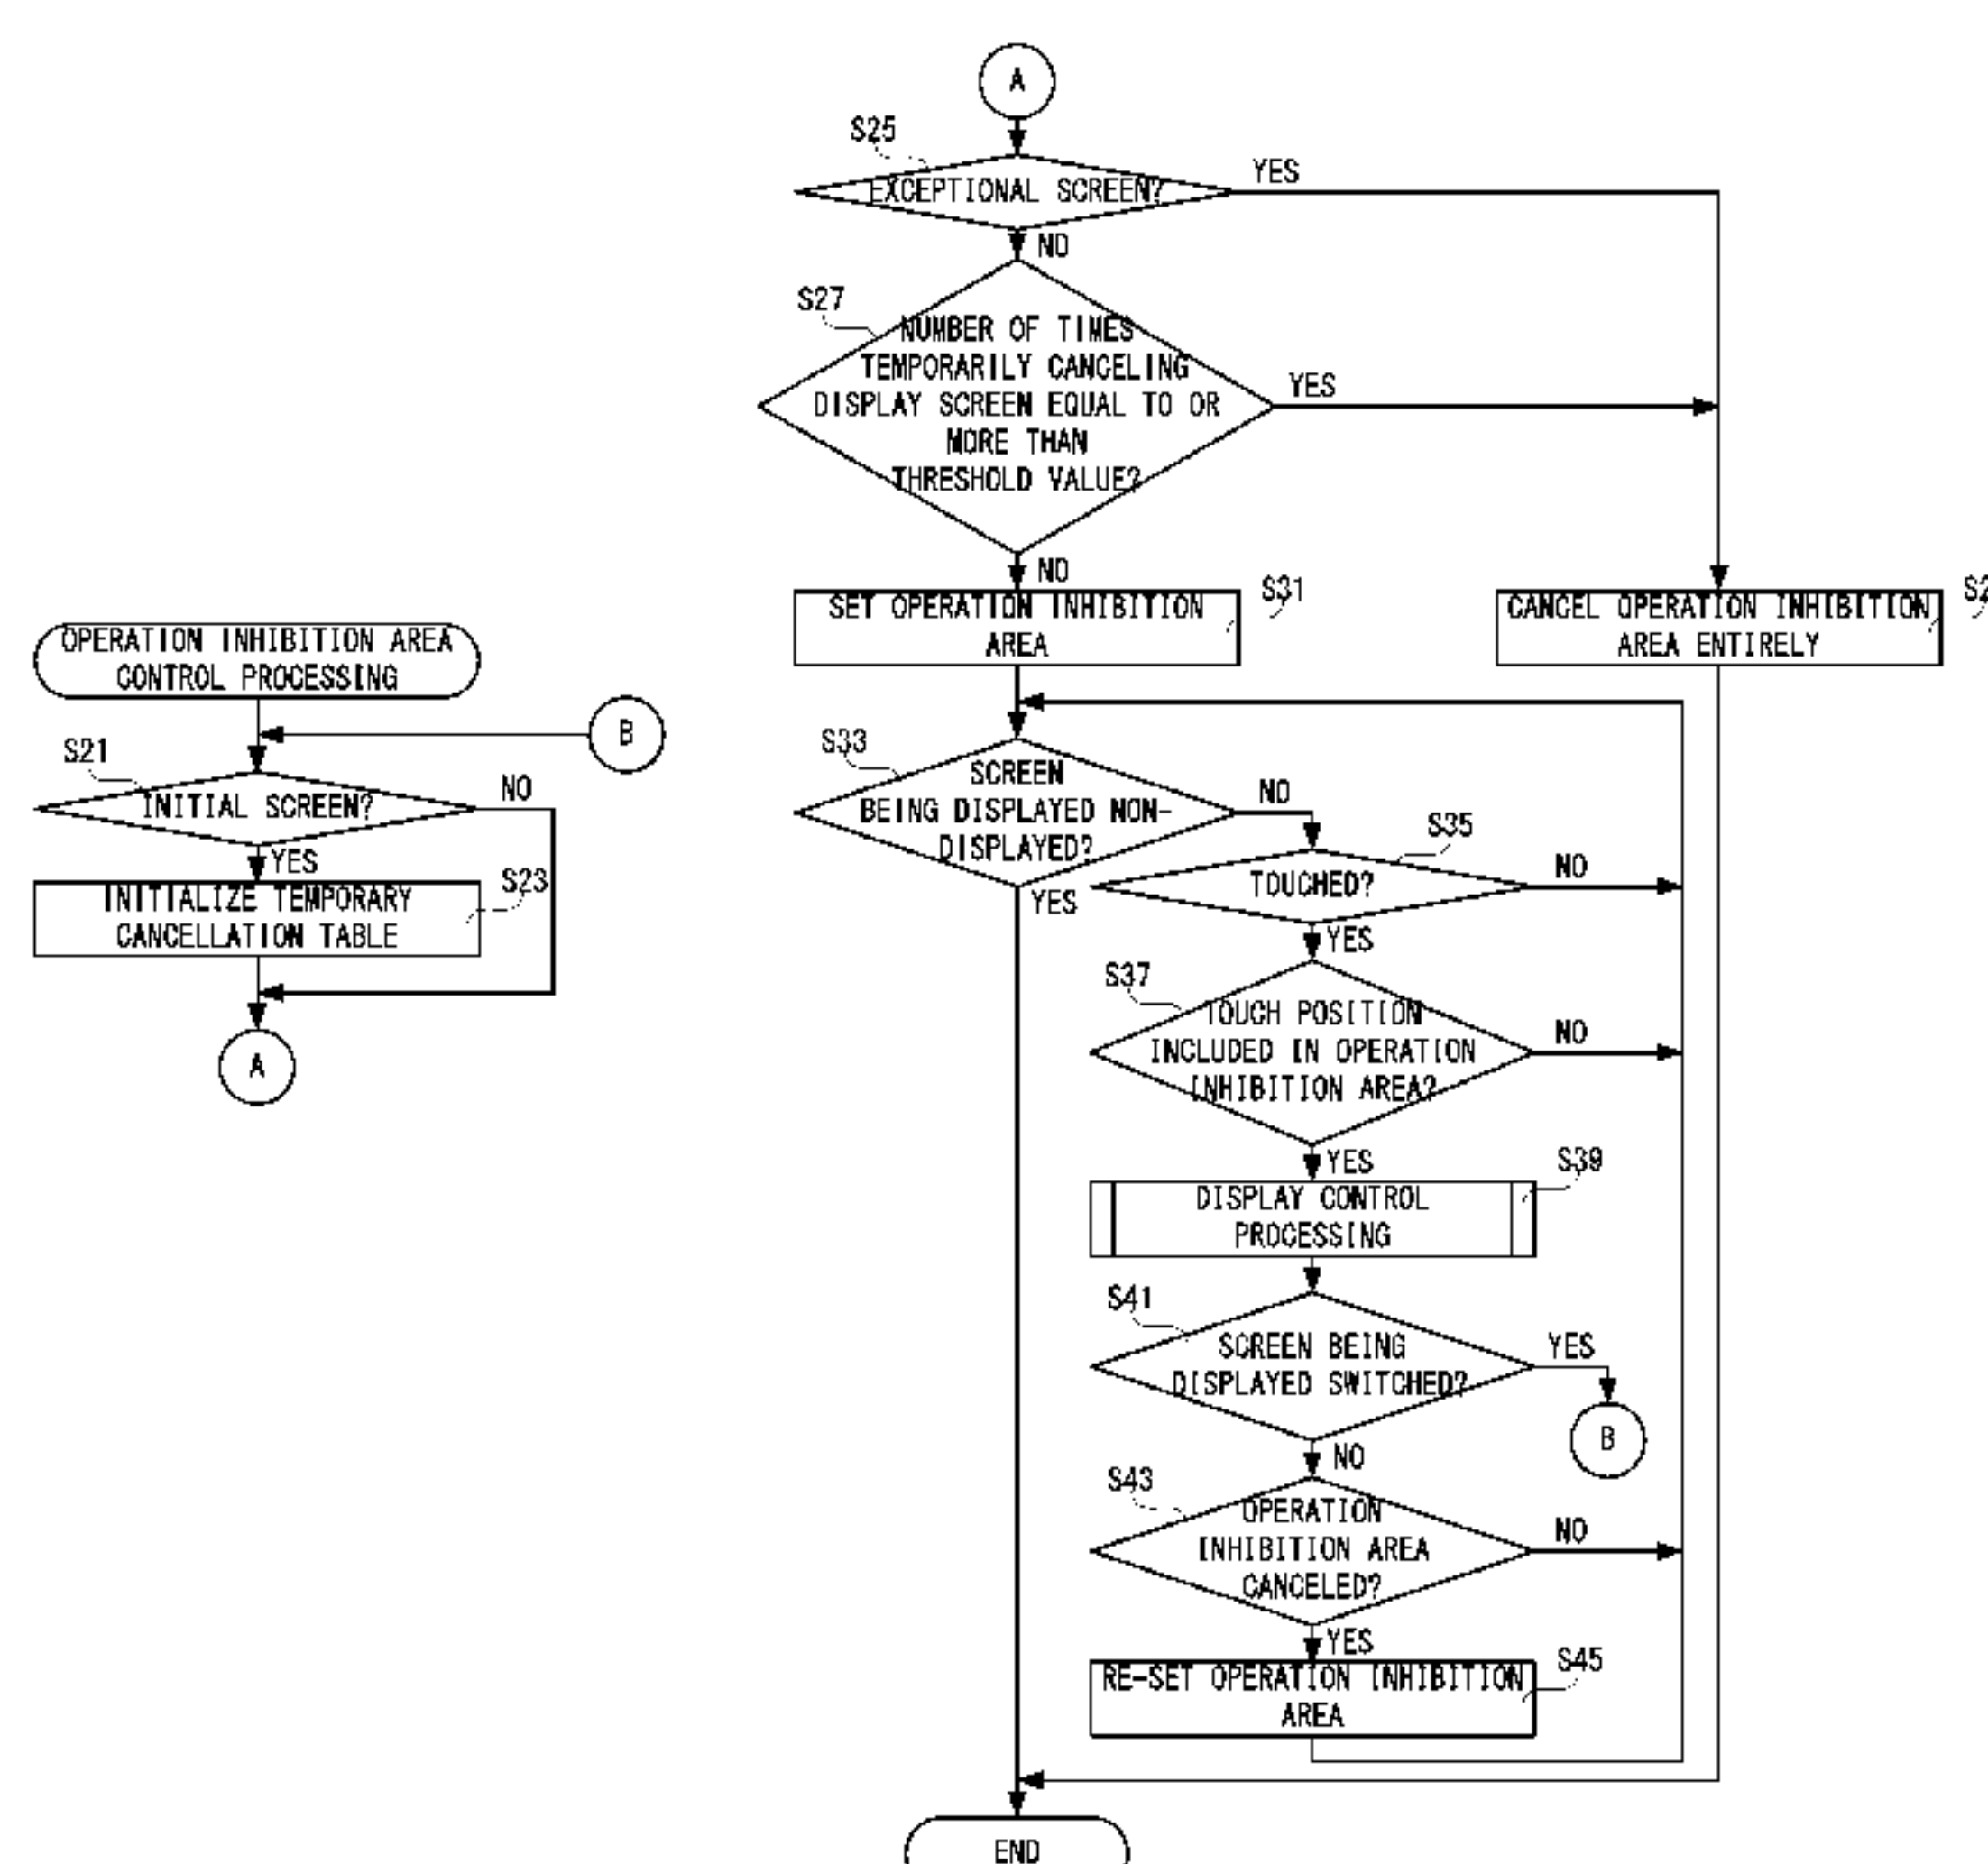 OPERATION INHIBITION AREA
CONTROL PROCESSING
B
S21
INITIAL SCREEN?
NO
YES
S23
INITIALIZE TEMPORARY
CANCELLATION TABLE
A
A
S25
EXCEPTIONAL SCREEN?
YES
NO
S27
NUMBER OF TIMES
TEMPORARILY CANCELING
DISPLAY SCREEN EQUAL TO OR
MORE THAN
THRESHOLD VALUE?
YES
NO
S31
SET OPERATION INHIBITION
AREA
CANCEL OPERATION INHIBITION
AREA ENTIRELY
S33
SCREEN
BEING DISPLAYED NON-
DISPLAYED?
NO
YES
S35
TOUCHED?
NO
YES
S37
TOUCH POSITION
INCLUDED IN OPERATION
INHIBITION AREA?
NO
YES
S39
DISPLAY CONTROL
PROCESSING
S41
SCREEN BEING
DISPLAYED SWITCHED?
YES
B
NO
S43
OPERATION
INHIBITION AREA
CANCELED?
NO
YES
S45
RE-SET OPERATION INHIBITION
AREA
END